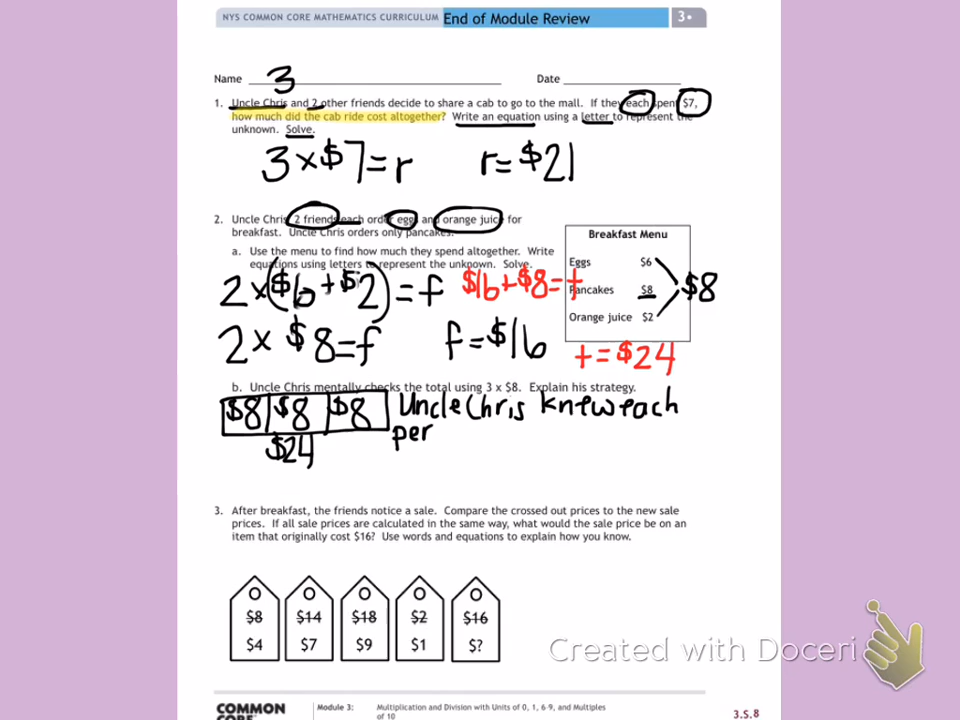 NYS COMMON CORE MATHEMATICS CURRICULUM End of Module Review 3•
3
Name Date
1. Uncle Chris and 2 other friends decide to share a cab to go to the mall. If they each spent $7,
how much did the cab ride cost altogether? Write an equation using a letter to represent the
unknown. Solve.
3 x $7 = r r = $21
2. Uncle Chris' 2 friends each order eggs and orange juice for
breakfast. Uncle Chris orders only pancakes.
Breakfast Menu
a. Use the menu to find how much they spend altogether. Write
equations using letters to represent the unknown. Solve.
Eggs $6
Pancakes $8
Orange juice $2
$8
2 x ($6 + $2) = f $16 + $8 = t
2 x $8 = f f = $16 t = $24
b. Uncle Chris mentally checks the total using 3 x $8. Explain his strategy.
$8 $8 $8 Uncle Chris knew each
$24 per
3. After breakfast, the friends notice a sale. Compare the crossed out prices to the new sale
prices. If all sale prices are calculated in the same way, what would the sale price be on an
item that originally cost $16? Use words and equations to explain how you know.
$8 $14 $18 $2 $16
$4 $7 $9 $1 $?
Created with Doceri
COMMON
CORE
Module 3: Multiplication and Division with Units of 0, 1, 6-9, and Multiples
of 10
3.S.8